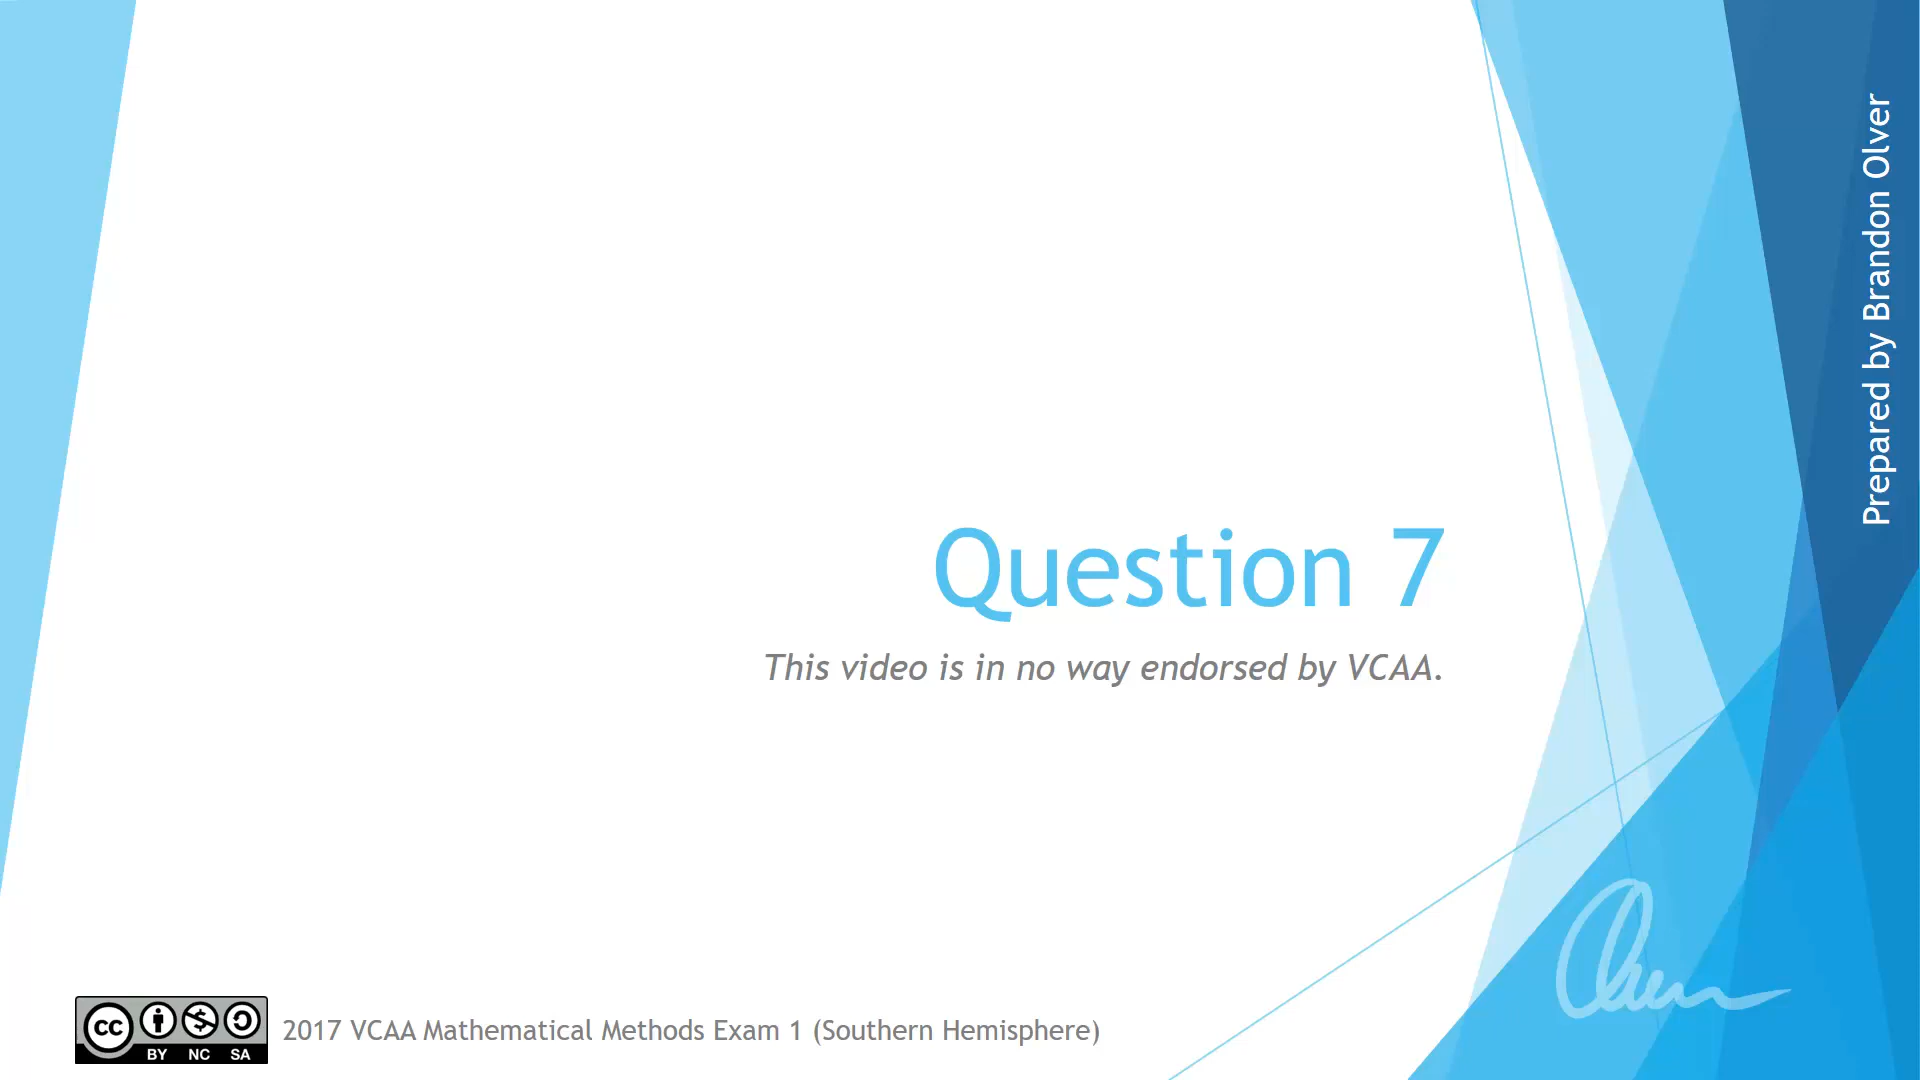 Prepared by Brandon Olver
Question 7
This video is in no way endorsed by VCAA.
cc
BY NC SA
2017 VCAA Mathematical Methods Exam 1 (Southern Hemisphere)